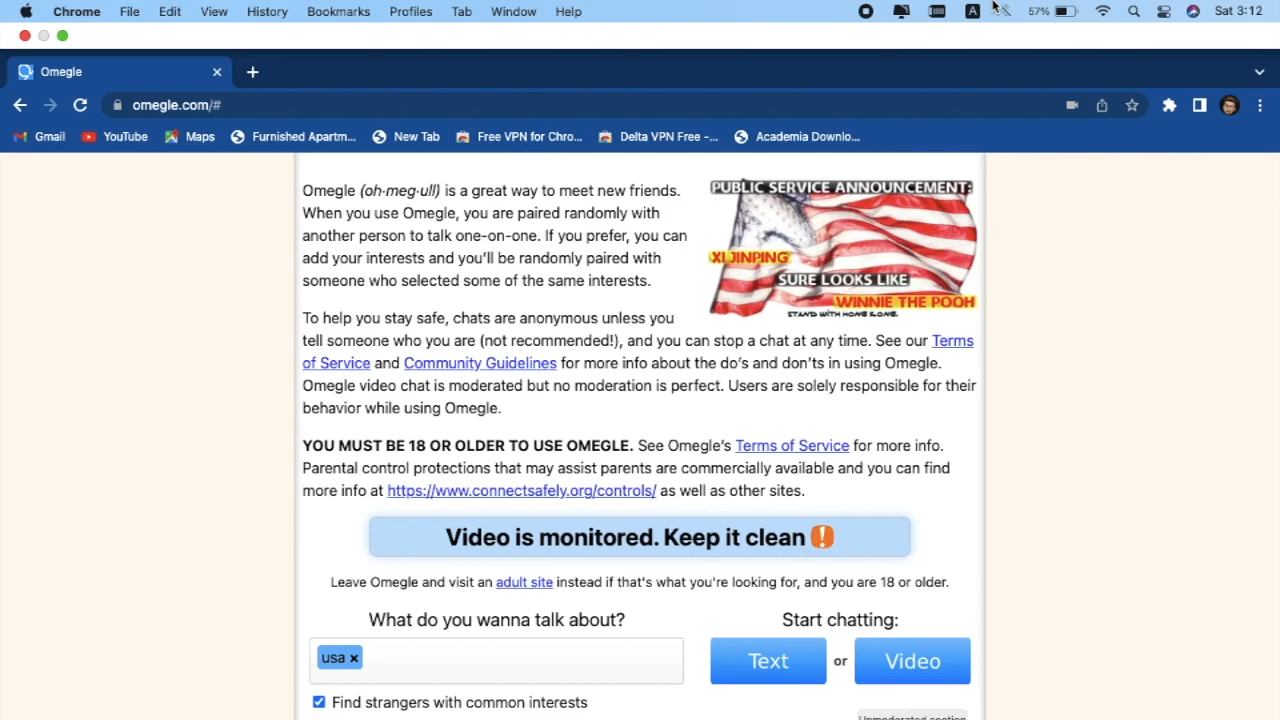 Chrome File Edit View History Bookmarks Profiles Tab Window Help A 57% Sat 3:12
Omegle
omegle.com/#
Gmail YouTube Maps Furnished Apartm... New Tab Free VPN for Chro... Delta VPN Free -... Academia Downlo...
Omegle (oh·meg·ull) is a great way to meet new friends.
When you use Omegle, you are paired randomly with
another person to talk one-on-one. If you prefer, you can
add your interests and you'll be randomly paired with
someone who selected some of the same interests.
PUBLIC SERVICE ANNOUNCEMENT:
XI JINPING
SURE LOOKS LIKE
WINNIE THE POOH
STAND WITH HONG KONG.
To help you stay safe, chats are anonymous unless you
tell someone who you are (not recommended!), and you can stop a chat at any time. See our Terms
of Service and Community Guidelines for more info about the do's and don'ts in using Omegle.
Omegle video chat is moderated but no moderation is perfect. Users are solely responsible for their
behavior while using Omegle.
YOU MUST BE 18 OR OLDER TO USE OMEGLE. See Omegle's Terms of Service for more info.
Parental control protections that may assist parents are commercially available and you can find
more info at https://www.connectsafely.org/controls/ as well as other sites.
Video is monitored. Keep it clean❗
Leave Omegle and visit an adult site instead if that's what you're looking for, and you are 18 or older.
What do you wanna talk about?
usa ×
Find strangers with common interests
Start chatting:
Text or Video
Unmoderated section